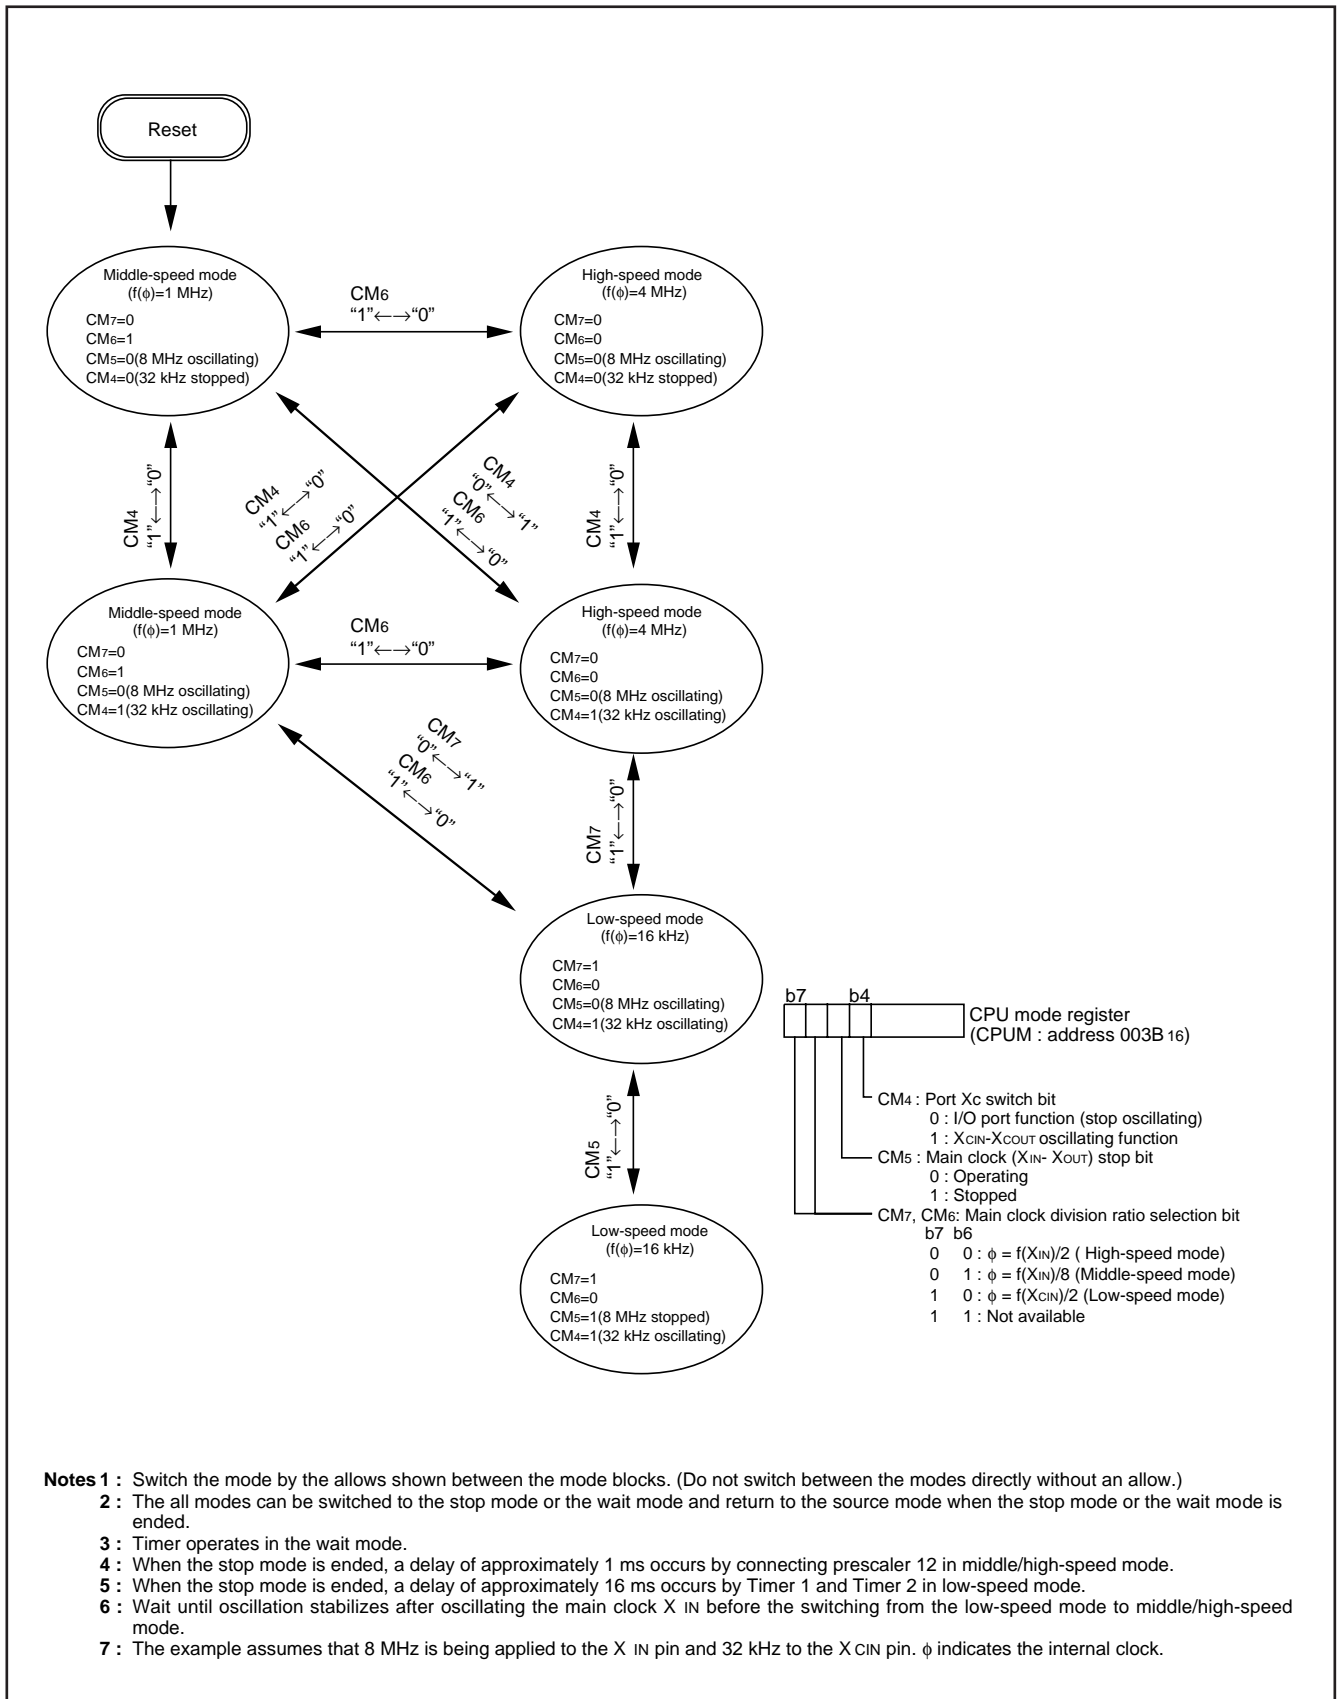 Reset
Middle-speed mode
(f(ϕ)=1 MHz)
CM7=0
CM6=1
CM5=0(8 MHz oscillating)
CM4=0(32 kHz stopped)
CM6
“1”←→“0”
High-speed mode
(f(ϕ)=4 MHz)
CM7=0
CM6=0
CM5=0(8 MHz oscillating)
CM4=0(32 kHz stopped)
CM4
“1”←→“0”
CM4
“1”←→“0”
CM6
“1”←→“0”
CM4
“0”←→“1”
CM6
“1”←→“0”
CM4
“1”←→“0”
Middle-speed mode
(f(ϕ)=1 MHz)
CM7=0
CM6=1
CM5=0(8 MHz oscillating)
CM4=1(32 kHz oscillating)
CM6
“1”←→“0”
High-speed mode
(f(ϕ)=4 MHz)
CM7=0
CM6=0
CM5=0(8 MHz oscillating)
CM4=1(32 kHz oscillating)
CM7
“0”←→“1”
CM6
“1”←→“0”
CM7
“1”←→“0”
Low-speed mode
(f(ϕ)=16 kHz)
CM7=1
CM6=0
CM5=0(8 MHz oscillating)
CM4=1(32 kHz oscillating)
CM5
“1”←→“0”
Low-speed mode
(f(ϕ)=16 kHz)
CM7=1
CM6=0
CM5=1(8 MHz stopped)
CM4=1(32 kHz oscillating)
b7 b4
CPU mode register
(CPUM : address 003B 16)
CM4 : Port Xc switch bit
0 : I/O port function (stop oscillating)
1 : XCIN-XCOUT oscillating function
CM5 : Main clock (XIN- XOUT) stop bit
0 : Operating
1 : Stopped
CM7, CM6: Main clock division ratio selection bit
b7 b6
0 0 : ϕ = f(XIN)/2 ( High-speed mode)
0 1 : ϕ = f(XIN)/8 (Middle-speed mode)
1 0 : ϕ = f(XCIN)/2 (Low-speed mode)
1 1 : Not available
Notes 1 : Switch the mode by the allows shown between the mode blocks. (Do not switch between the modes directly without an allow.)
2 : The all modes can be switched to the stop mode or the wait mode and return to the source mode when the stop mode or the wait mode is
ended.
3 : Timer operates in the wait mode.
4 : When the stop mode is ended, a delay of approximately 1 ms occurs by connecting prescaler 12 in middle/high-speed mode.
5 : When the stop mode is ended, a delay of approximately 16 ms occurs by Timer 1 and Timer 2 in low-speed mode.
6 : Wait until oscillation stabilizes after oscillating the main clock X IN before the switching from the low-speed mode to middle/high-speed
mode.
7 : The example assumes that 8 MHz is being applied to the X IN pin and 32 kHz to the X CIN pin. ϕ indicates the internal clock.